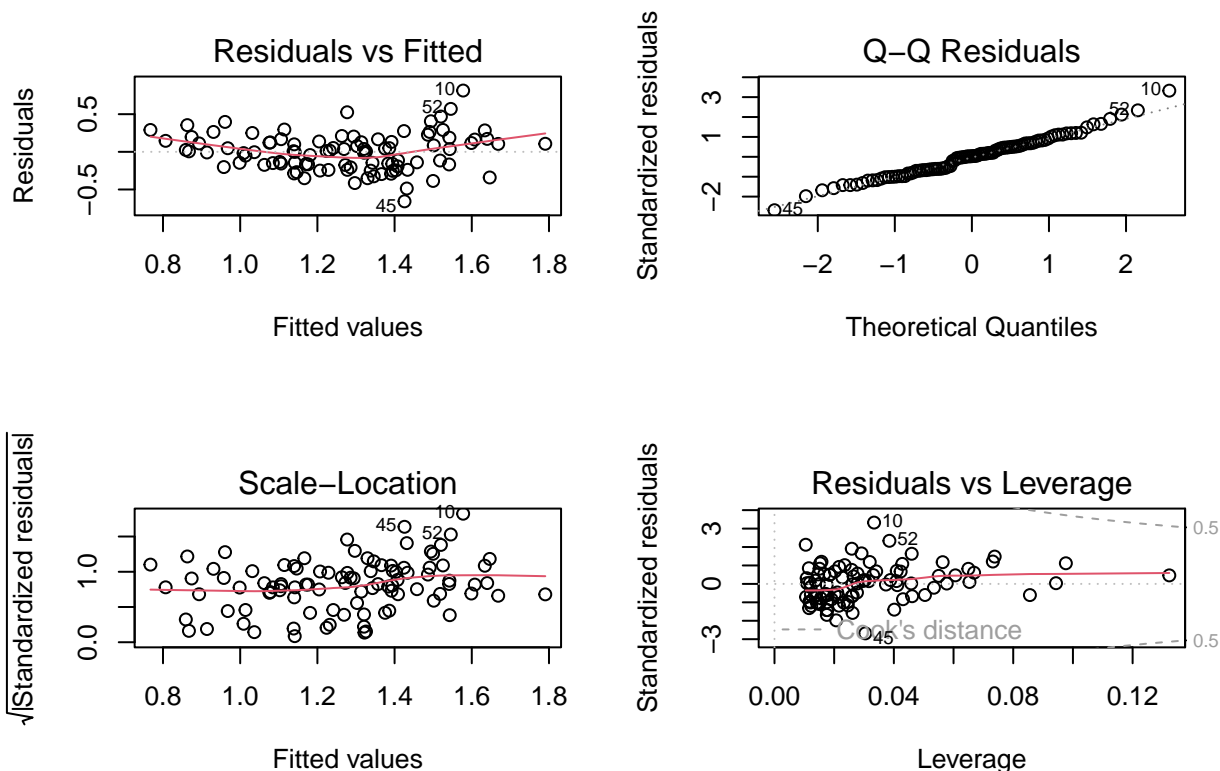 Residuals vs Fitted
Residuals
0.5
−0.5
10
52
45
0.8 1.0 1.2 1.4 1.6 1.8
Fitted values
Q−Q Residuals
Standardized residuals
3
1
−2
10
52
45
−2 −1 0 1 2
Theoretical Quantiles
Scale−Location
√|Standardized residuals|
1.0
0.0
10
45
52
0.8 1.0 1.2 1.4 1.6 1.8
Fitted values
Residuals vs Leverage
Standardized residuals
3
0
−3
10
52
45
Cook's distance
0.5
0.5
0.00 0.04 0.08 0.12
Leverage